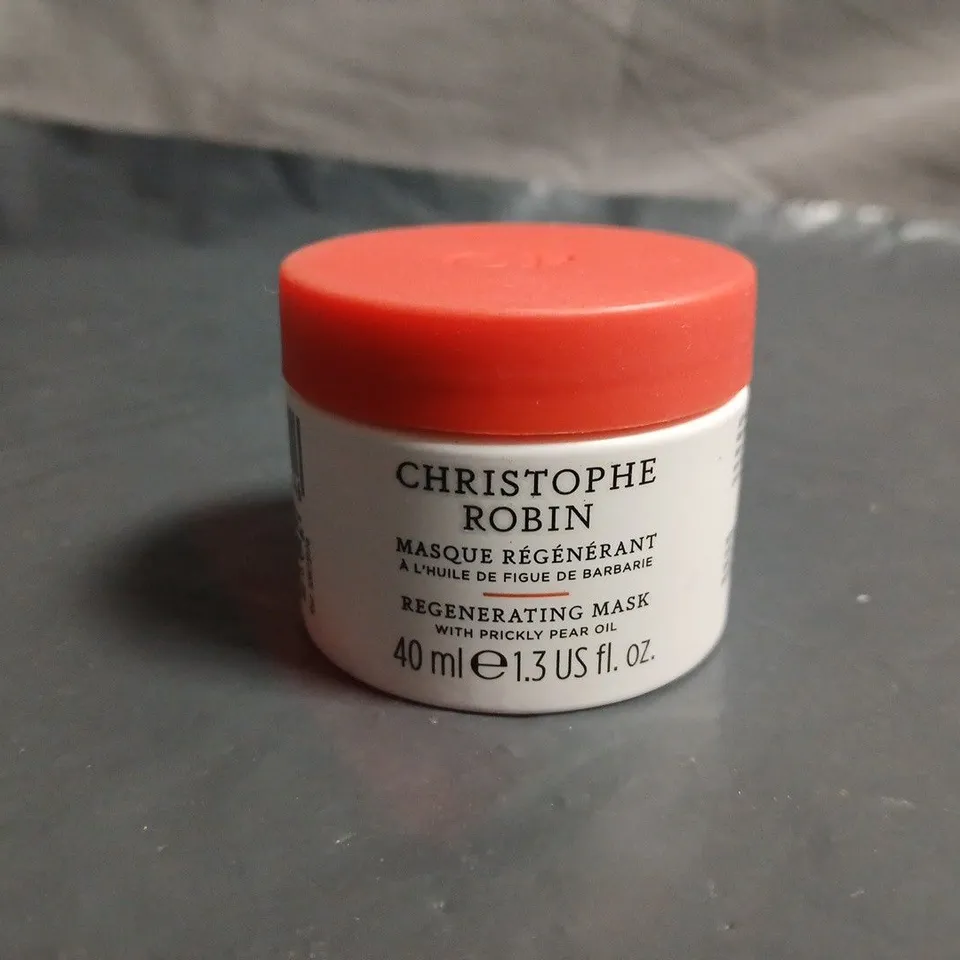 CHRISTOPHE
ROBIN
MASQUE RÉGÉNÉRANT
À L'HUILE DE FIGUE DE BARBARIE
REGENERATING MASK
WITH PRICKLY PEAR OIL
40 ml e 1.3 US fl. oz.